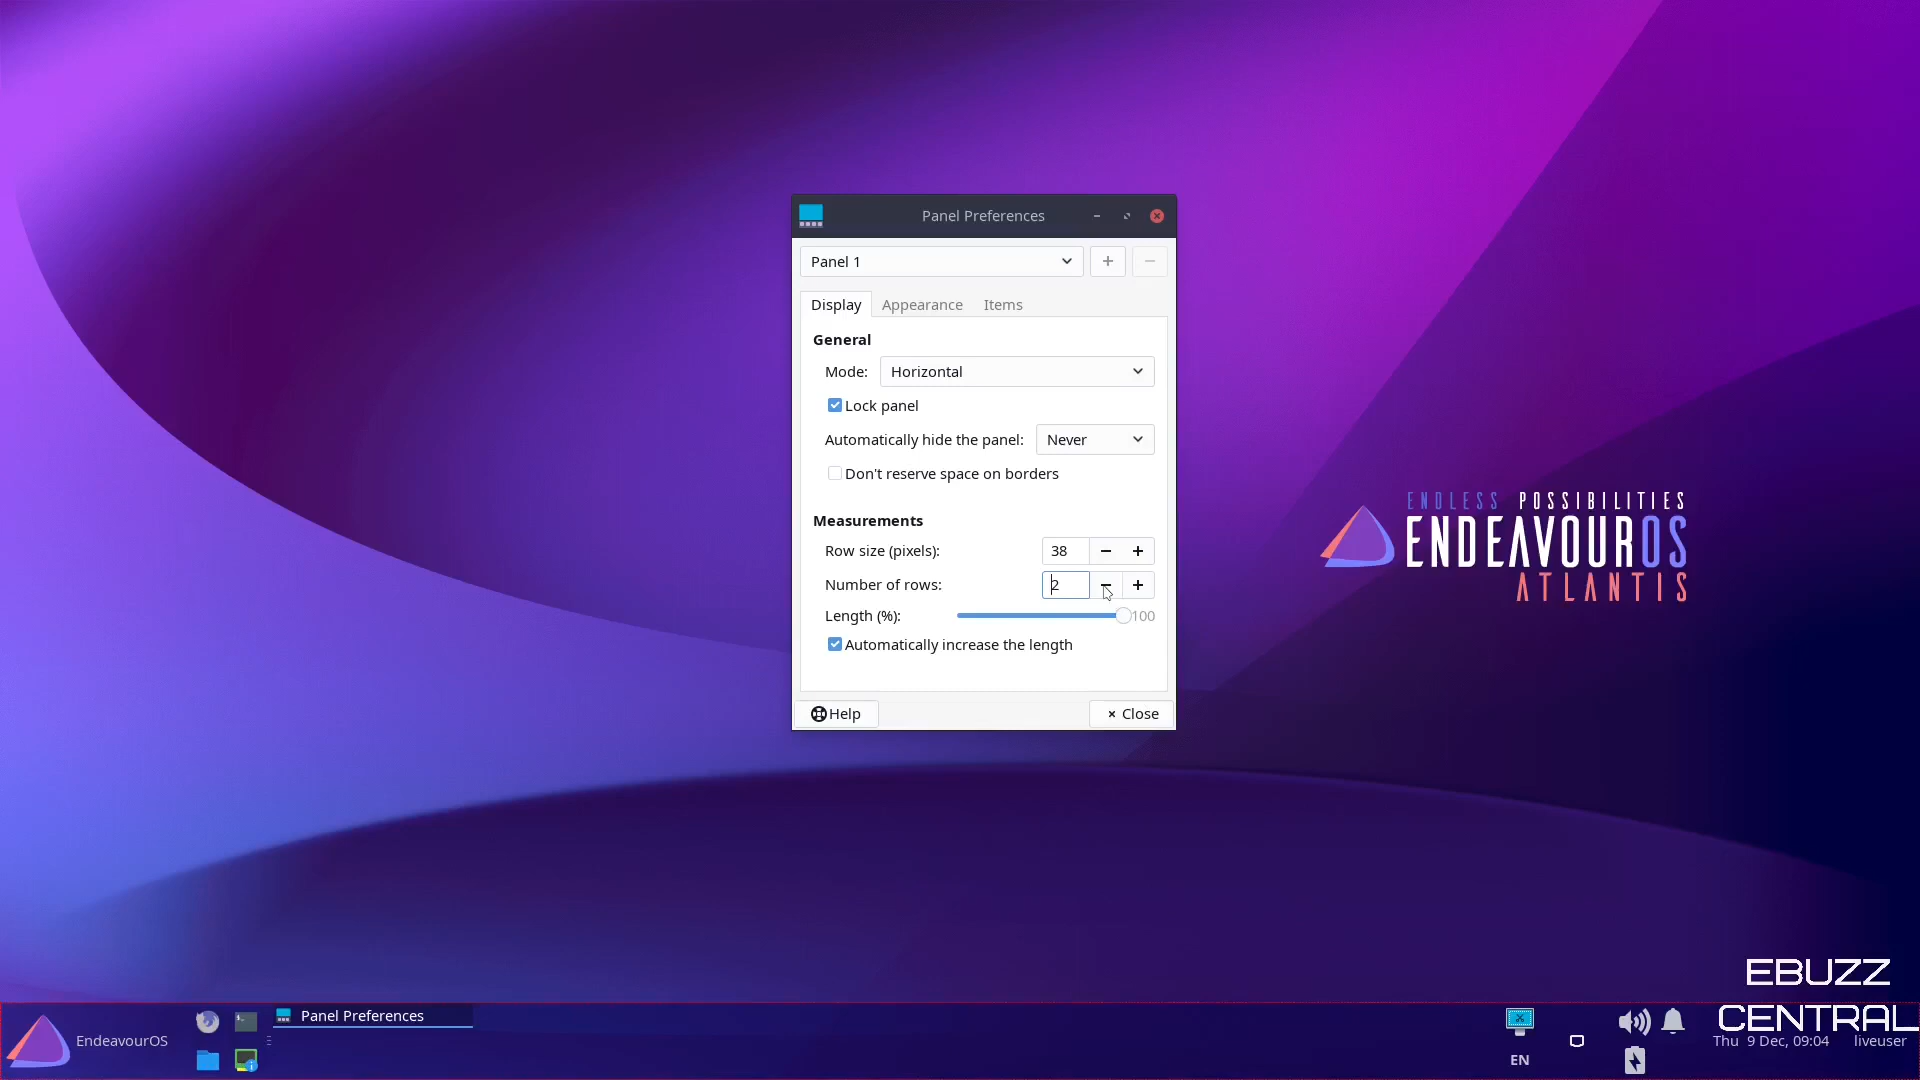 Panel Preferences
Panel 1
Display Appearance Items
General
Mode: Horizontal
Lock panel
Automatically hide the panel: Never
Don't reserve space on borders
Measurements
Row size (pixels): 38
Number of rows: 2
Length (%): 100
Automatically increase the length
Help Close
ENDLESS POSSIBILITIES
ENDEAVOUROS
ATLANTIS
EBUZZ
CENTRAL
EndeavourOS
Panel Preferences
EN
Thu 9 Dec, 09:04 liveuser